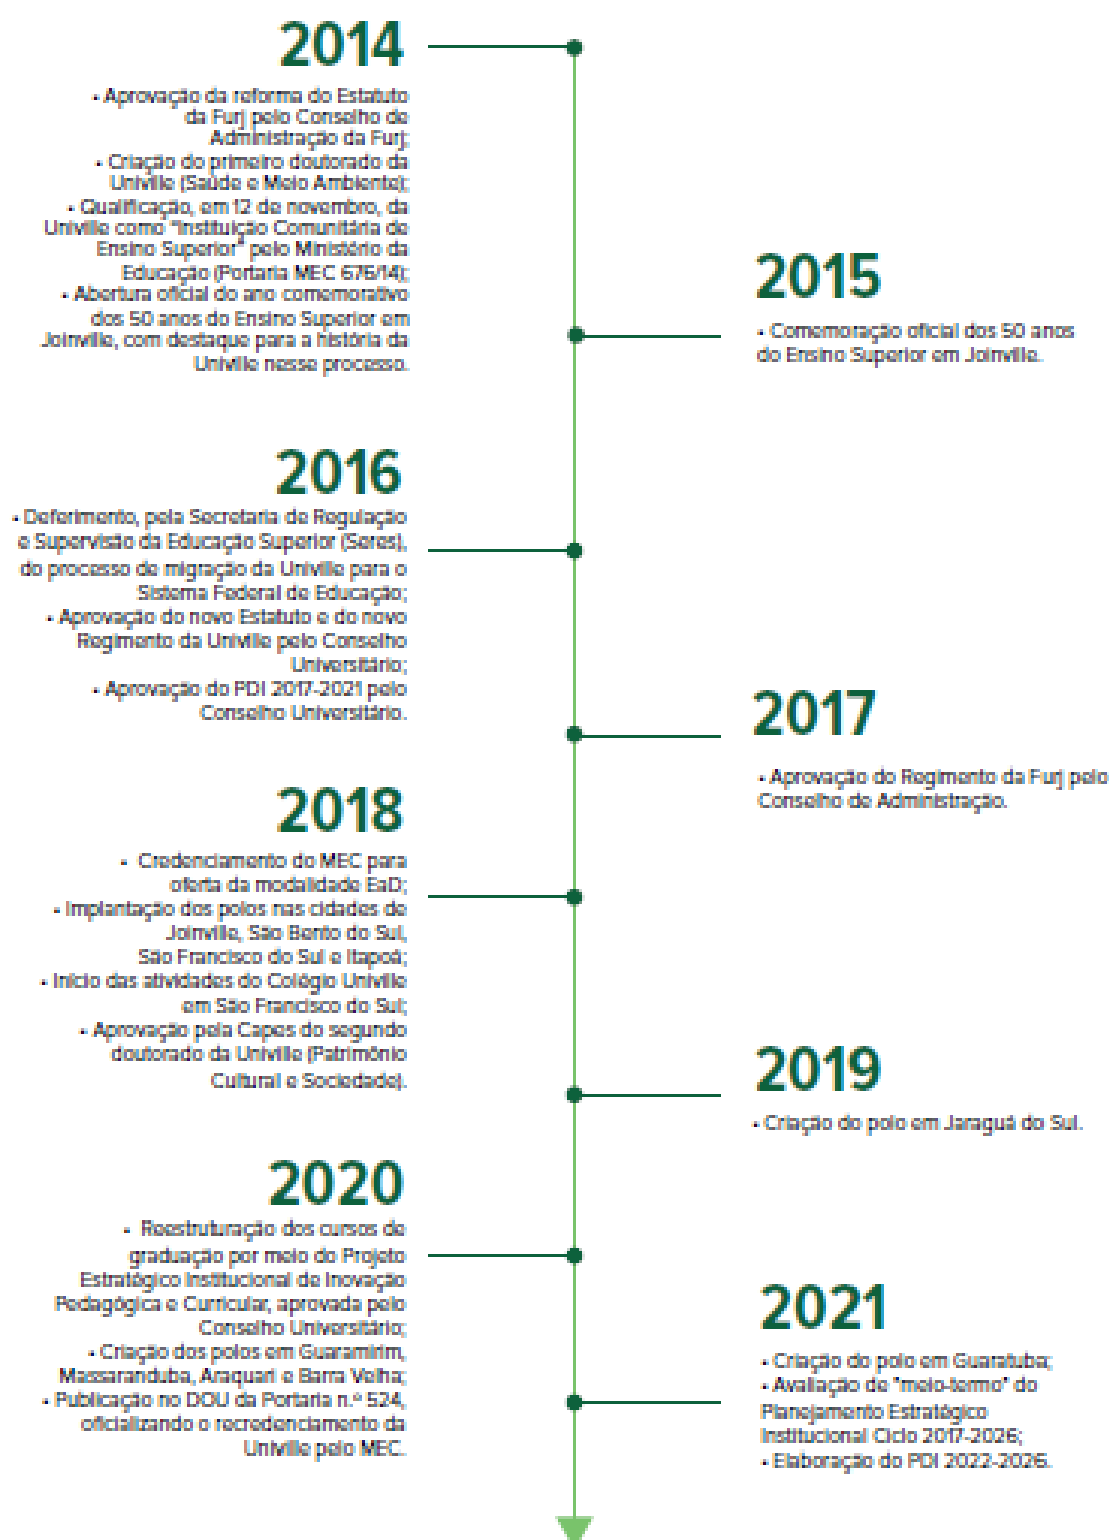 2014
• Aprovação da reforma do Estatuto
da Furj pelo Conselho de
Administração da Furj;
• Criação do primeiro doutorado da
Univille (Saúde e Meio Ambiente);
• Qualificação, em 12 de novembro, da
Univille como "Instituição Comunitária de
Ensino Superior" pelo Ministério da
Educação (Portaria MEC 676/14);
• Abertura oficial do ano comemorativo
dos 50 anos do Ensino Superior em
Joinville, com destaque para a história da
Univille nesse processo.
2015
• Comemoração oficial dos 50 anos
do Ensino Superior em Joinville.
2016
• Deferimento, pela Secretaria de Regulação
e Supervisão da Educação Superior (Seres),
do processo de migração da Univille para o
Sistema Federal de Educação;
• Aprovação do novo Estatuto e do novo
Regimento da Univille pelo Conselho
Universitário;
• Aprovação do PDI 2017-2021 pelo
Conselho Universitário.
2017
• Aprovação do Regimento da Furj pelo
Conselho de Administração.
2018
• Credenciamento do MEC para
oferta da modalidade EaD;
• Implantação dos polos nas cidades de
Joinville, São Bento do Sul,
São Francisco do Sul e Itapoá;
• Início das atividades do Colégio Univille
em São Francisco do Sul;
• Aprovação pela Capes do segundo
doutorado da Univille (Patrimônio
Cultural e Sociedade).
2019
• Criação do polo em Jaraguá do Sul.
2020
• Reestruturação dos cursos de
graduação por meio do Projeto
Estratégico Institucional de Inovação
Pedagógica e Curricular, aprovada pelo
Conselho Universitário;
• Criação dos polos em Guaramirim,
Massaranduba, Araquari e Barra Velha;
• Publicação no DOU da Portaria n.º 524,
oficializando o recredenciamento da
Univille pelo MEC.
2021
• Criação do polo em Guaratuba;
• Avaliação de "meio-termo" do
Planejamento Estratégico
Institucional Ciclo 2017-2026;
• Elaboração do PDI 2022-2026.